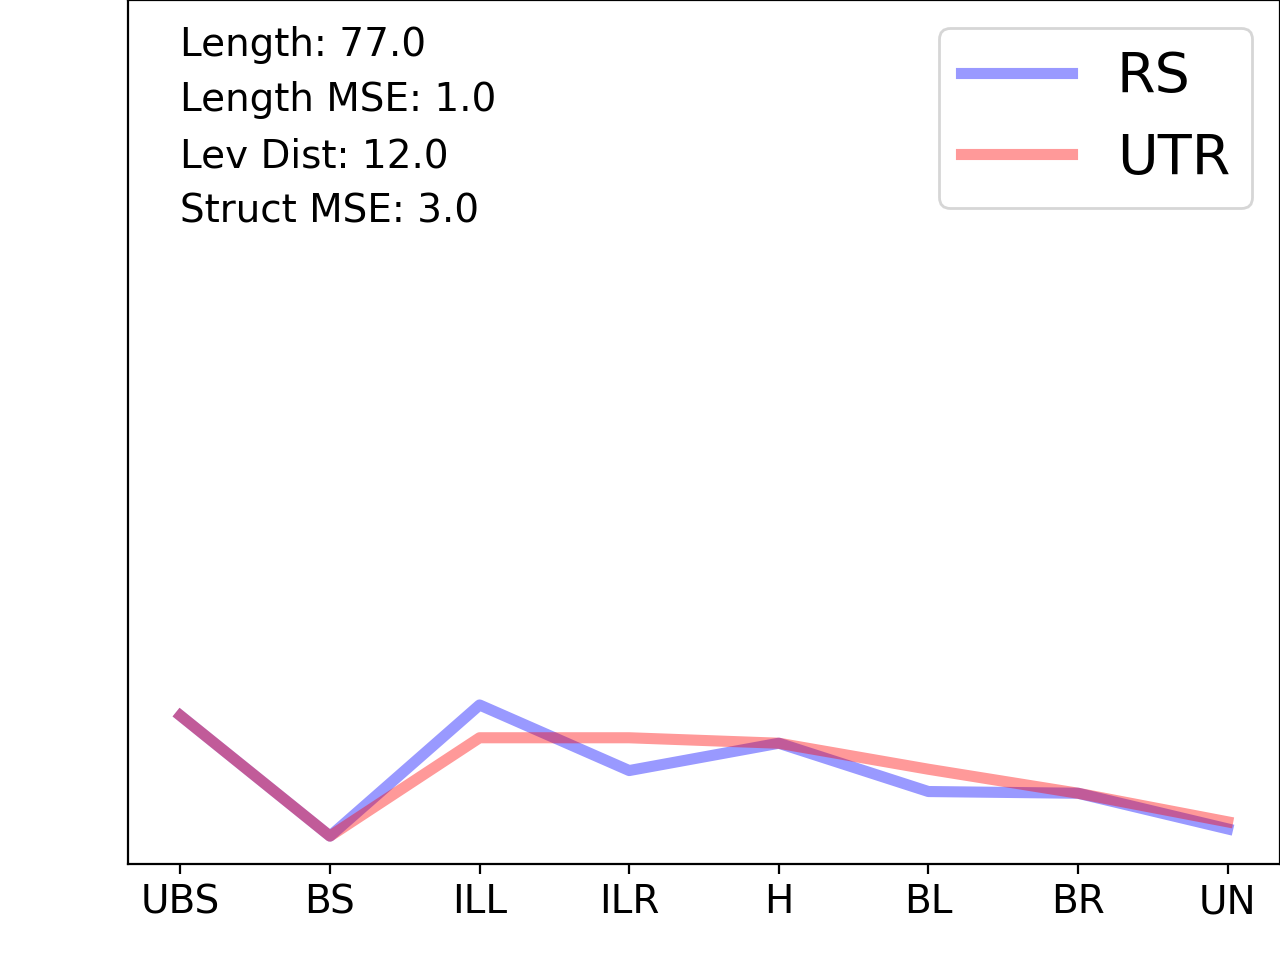 Length: 77.0
Length MSE: 1.0
Lev Dist: 12.0
Struct MSE: 3.0
RS
UTR
UBS BS ILL ILR H BL BR UN